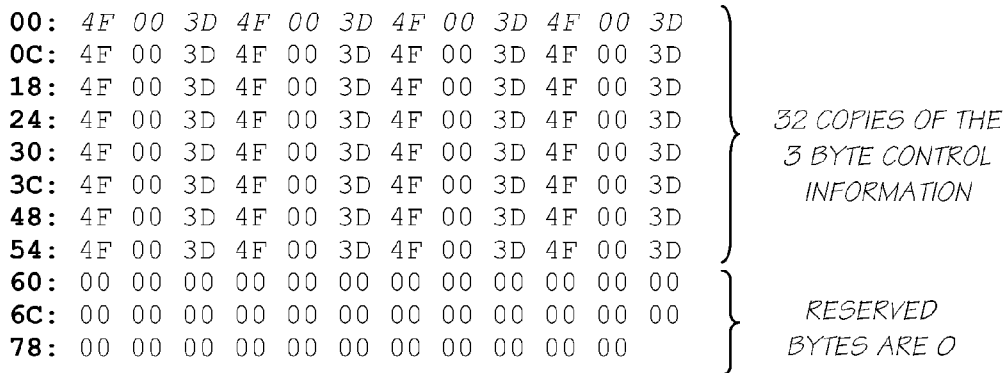 00: 4F 00 3D 4F 00 3D 4F 00 3D 4F 00 3D
0C: 4F 00 3D 4F 00 3D 4F 00 3D 4F 00 3D
18: 4F 00 3D 4F 00 3D 4F 00 3D 4F 00 3D
24: 4F 00 3D 4F 00 3D 4F 00 3D 4F 00 3D
30: 4F 00 3D 4F 00 3D 4F 00 3D 4F 00 3D
3C: 4F 00 3D 4F 00 3D 4F 00 3D 4F 00 3D
48: 4F 00 3D 4F 00 3D 4F 00 3D 4F 00 3D
54: 4F 00 3D 4F 00 3D 4F 00 3D 4F 00 3D
60: 00 00 00 00 00 00 00 00 00 00 00 00
6C: 00 00 00 00 00 00 00 00 00 00 00 00
78: 00 00 00 00 00 00 00 00 00 00 00
32 COPIES OF THE
3 BYTE CONTROL
INFORMATION
RESERVED
BYTES ARE 0